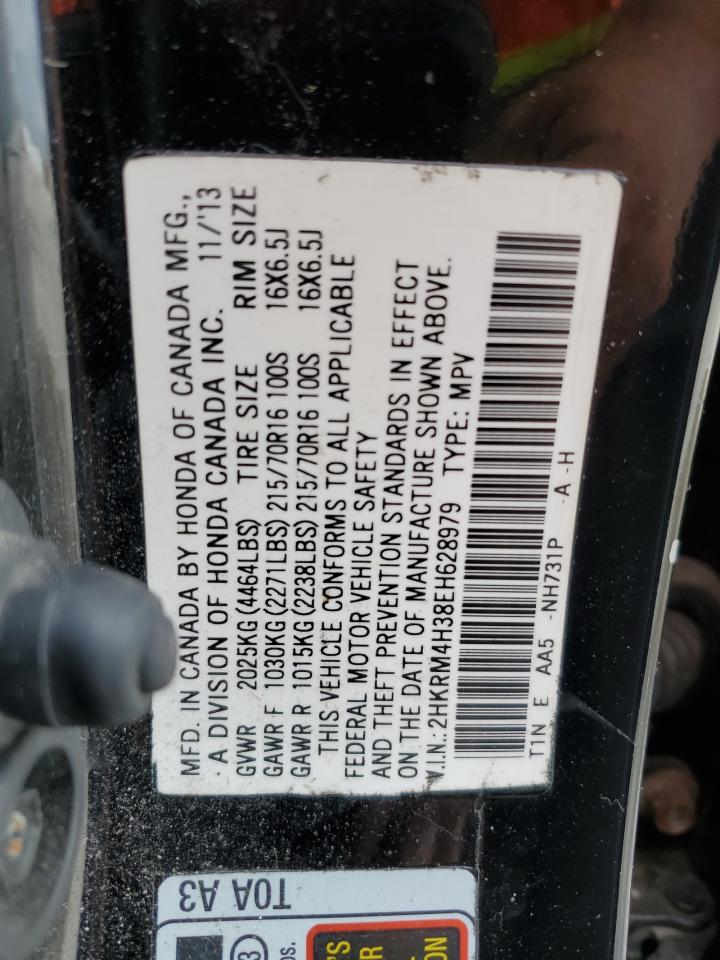 MFD. IN CANADA BY HONDA OF CANADA MFG.,
A DIVISION OF HONDA CANADA INC. 11/'13
GVWR 2025KG(4464LBS) TIRE SIZE RIM SIZE
GAWR F 1030KG(2271LBS) 215/70R16 100S 16X6.5J
GAWR R 1015KG(2238LBS) 215/70R16 100S 16X6.5J
THIS VEHICLE CONFORMS TO ALL APPLICABLE
FEDERAL MOTOR VEHICLE SAFETY
AND THEFT PREVENTION STANDARDS IN EFFECT
ON THE DATE OF MANUFACTURE SHOWN ABOVE.
V.I.N.: 2HKRM4H38EH628979 TYPE: MPV
T1N E AA5 -NH731P -A -H
T0A A3